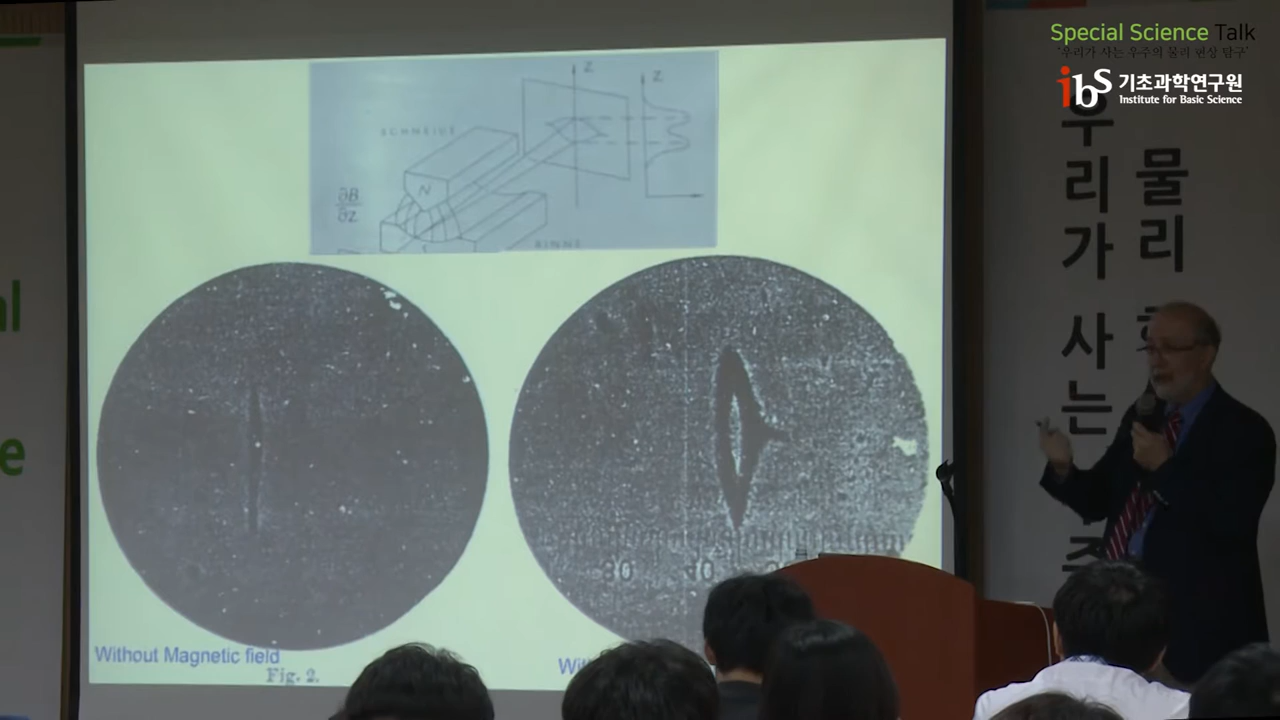 Special Science Talk
'우리가 사는 우주의 물리 현상 탐구'
ibs 기초과학연구원
Institute for Basic Science
우리가 사는
물리
z
z
SCHNEIDE
N
∂B
∂z
S
RINNE
Without Magnetic field
Fig. 2.
al
e